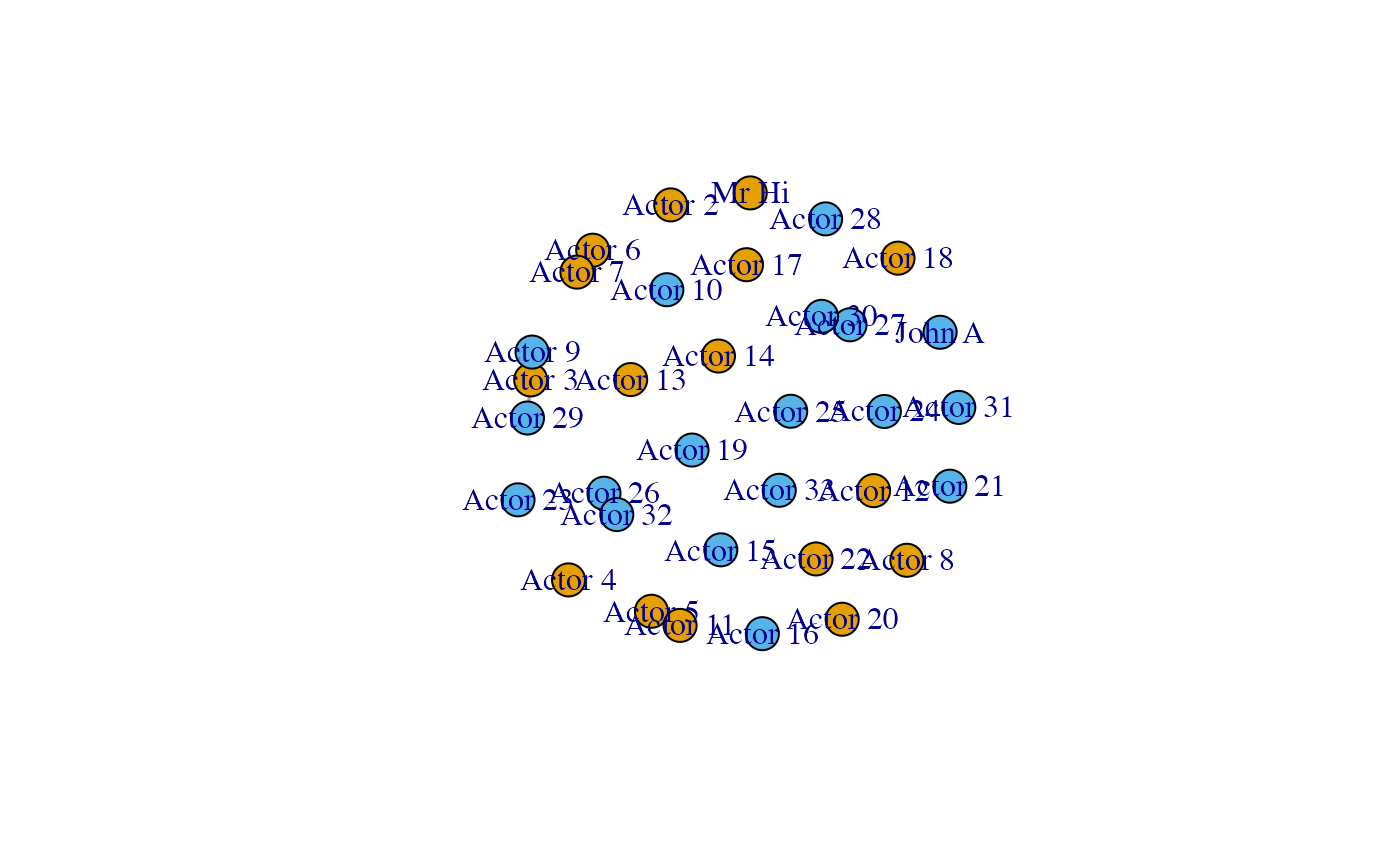 Mr Hi
Actor 2
Actor 28
Actor 6
Actor 18
Actor 17
Actor 7
Actor 10
Actor 30
Actor 27
John A
Actor 9
Actor 14
Actor 3
Actor 13
Actor 31
Actor 25
Actor 24
Actor 29
Actor 19
Actor 21
Actor 33
Actor 12
Actor 26
Actor 23
Actor 32
Actor 15
Actor 22
Actor 8
Actor 4
Actor 5
Actor 20
Actor 11
Actor 16